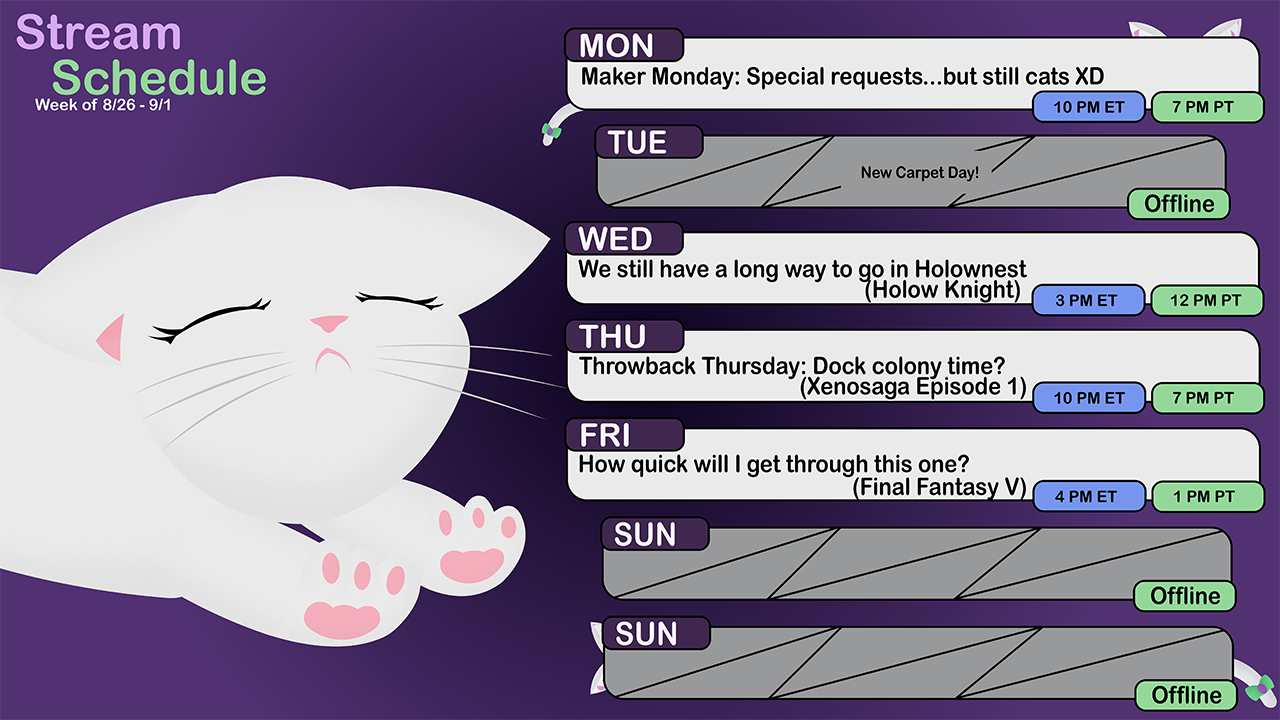 Stream
Schedule
Week of 8/26 - 9/1
MON
Maker Monday: Special requests...but still cats XD
10 PM ET
7 PM PT
TUE
New Carpet Day!
Offline
WED
We still have a long way to go in Holownest
(Holow Knight)
3 PM ET
12 PM PT
THU
Throwback Thursday: Dock colony time?
(Xenosaga Episode 1)
10 PM ET
7 PM PT
FRI
How quick will I get through this one?
(Final Fantasy V)
4 PM ET
1 PM PT
SUN
Offline
SUN
Offline